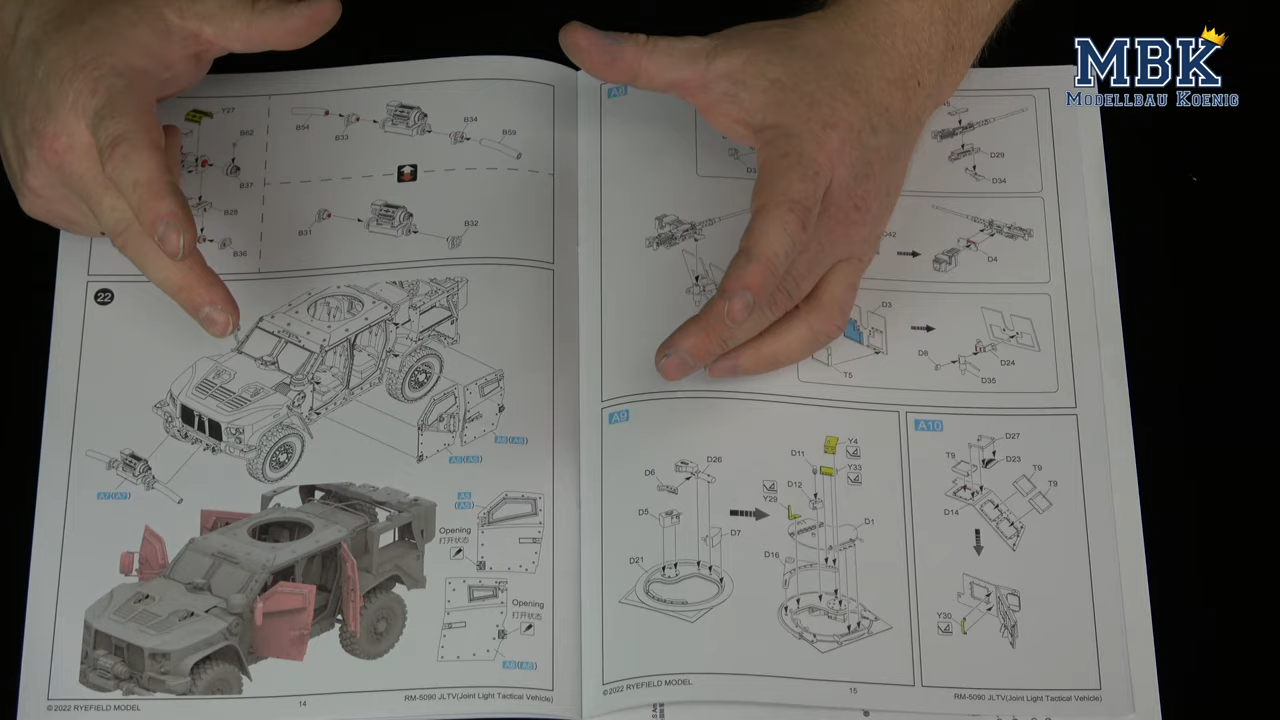 MBK
MODELLBAU KOENIG
Y27
B62
B37
B28
B36
B54
B33
B34
B59
B31
B32
22
A7(A7)
A6(A6)
A5(A5)
Opening
打开状态
Opening
打开状态
A6(A6)
©2022 RYEFIELD MODEL
14
RM-5090 JLTV(Joint Light Tactical Vehicle)
D29
D34
D42
D4
D3
T5
D8
D24
D35
A9
D6
D26
D5
D7
D21
Y4
D11
Y33
D12
Y29
D1
D16
A10
D27
T9
D23
T9
T9
D14
Y30
©2022 RYEFIELD MODEL
15
RM-5090 JLTV(Joint Light Tactical Vehicle)